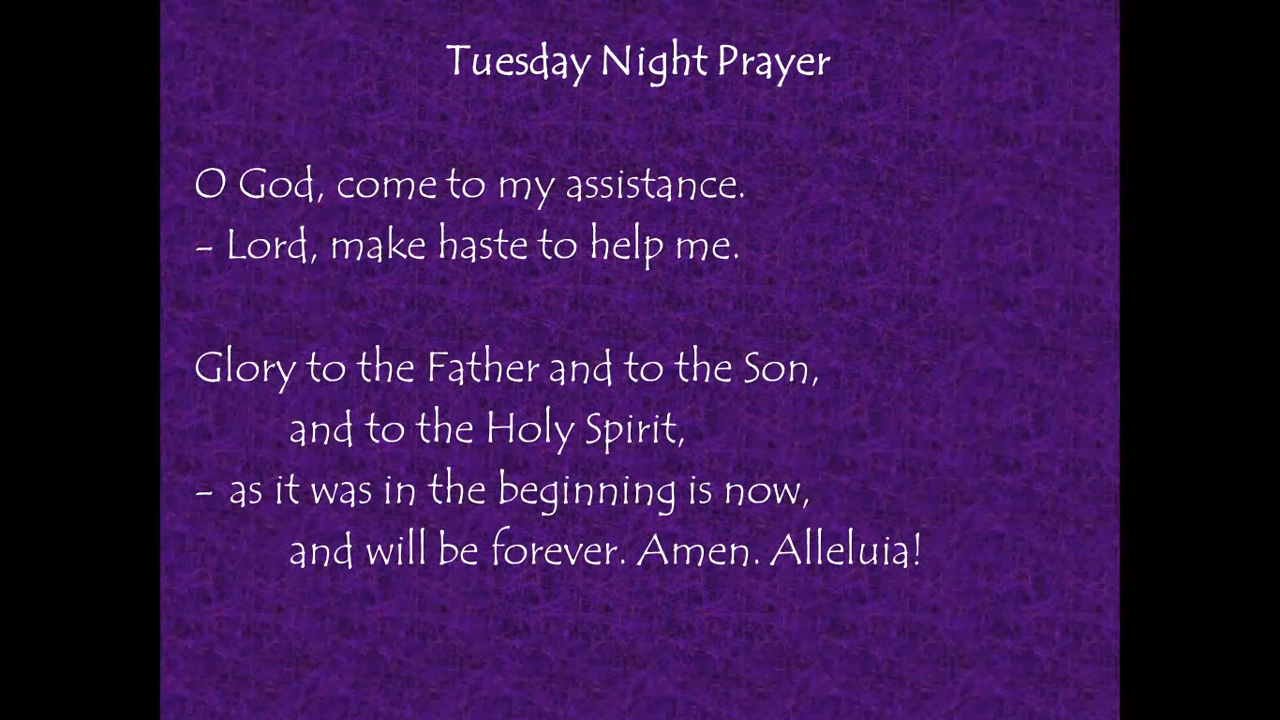 Tuesday Night Prayer
O God, come to my assistance.
- Lord, make haste to help me.
Glory to the Father and to the Son,
and to the Holy Spirit,
- as it was in the beginning is now,
and will be forever. Amen. Alleluia!